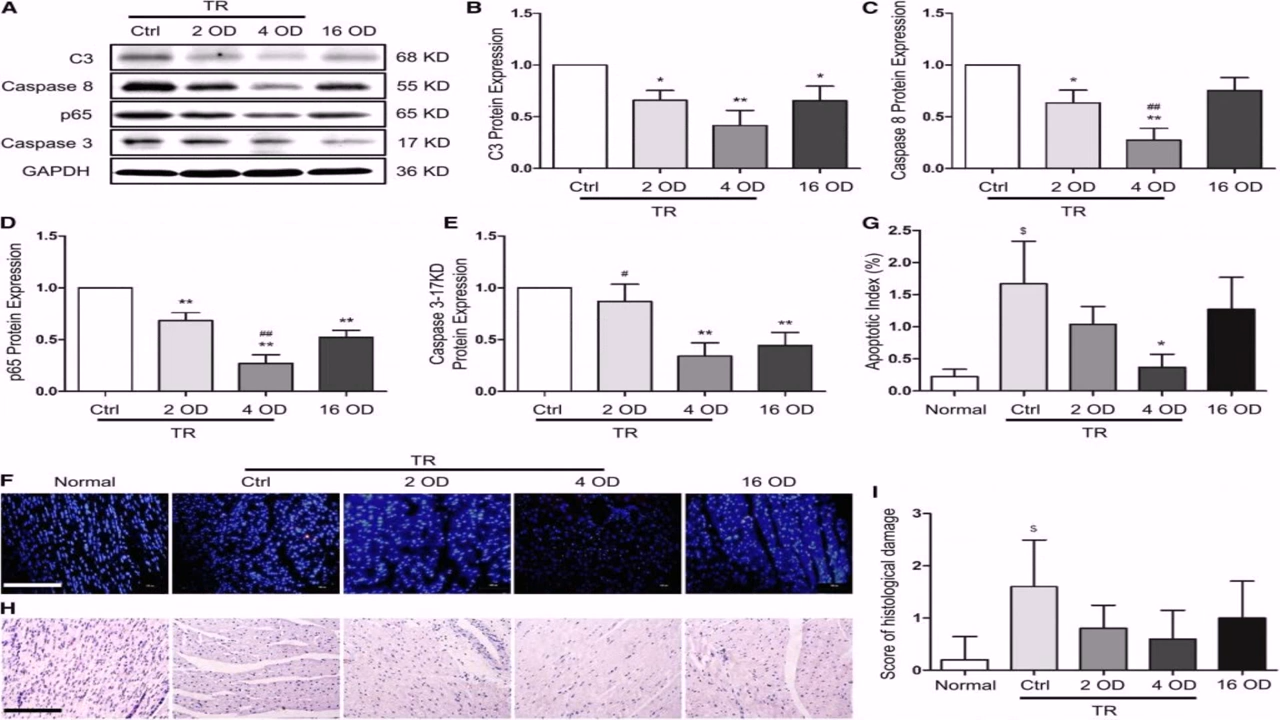 A
TR
Ctrl 2 OD 4 OD 16 OD
C3 68 KD
Caspase 8 55 KD
p65 65 KD
Caspase 3 17 KD
GAPDH 36 KD
B
C3 Protein Expression
1.5
1.0
0.5
0.0
*
**
*
Ctrl 2 OD 4 OD 16 OD
TR
C
Caspase 8 Protein Expression
1.5
1.0
0.5
0.0
*
##
**
Ctrl 2 OD 4 OD 16 OD
TR
D
p65 Protein Expression
1.5
1.0
0.5
0.0
**
##
**
**
Ctrl 2 OD 4 OD 16 OD
TR
E
Caspase 3-17KD
Protein Expression
1.5
1.0
0.5
0.0
#
**
**
Ctrl 2 OD 4 OD 16 OD
TR
G
Apoptotic Index (%)
2.5
2.0
1.5
1.0
0.5
0.0
$
*
Normal Ctrl 2 OD 4 OD 16 OD
TR
F
TR
Normal Ctrl 2 OD 4 OD 16 OD
H
I
Score of histological damage
3
2
1
0
$
Normal Ctrl 2 OD 4 OD 16 OD
TR